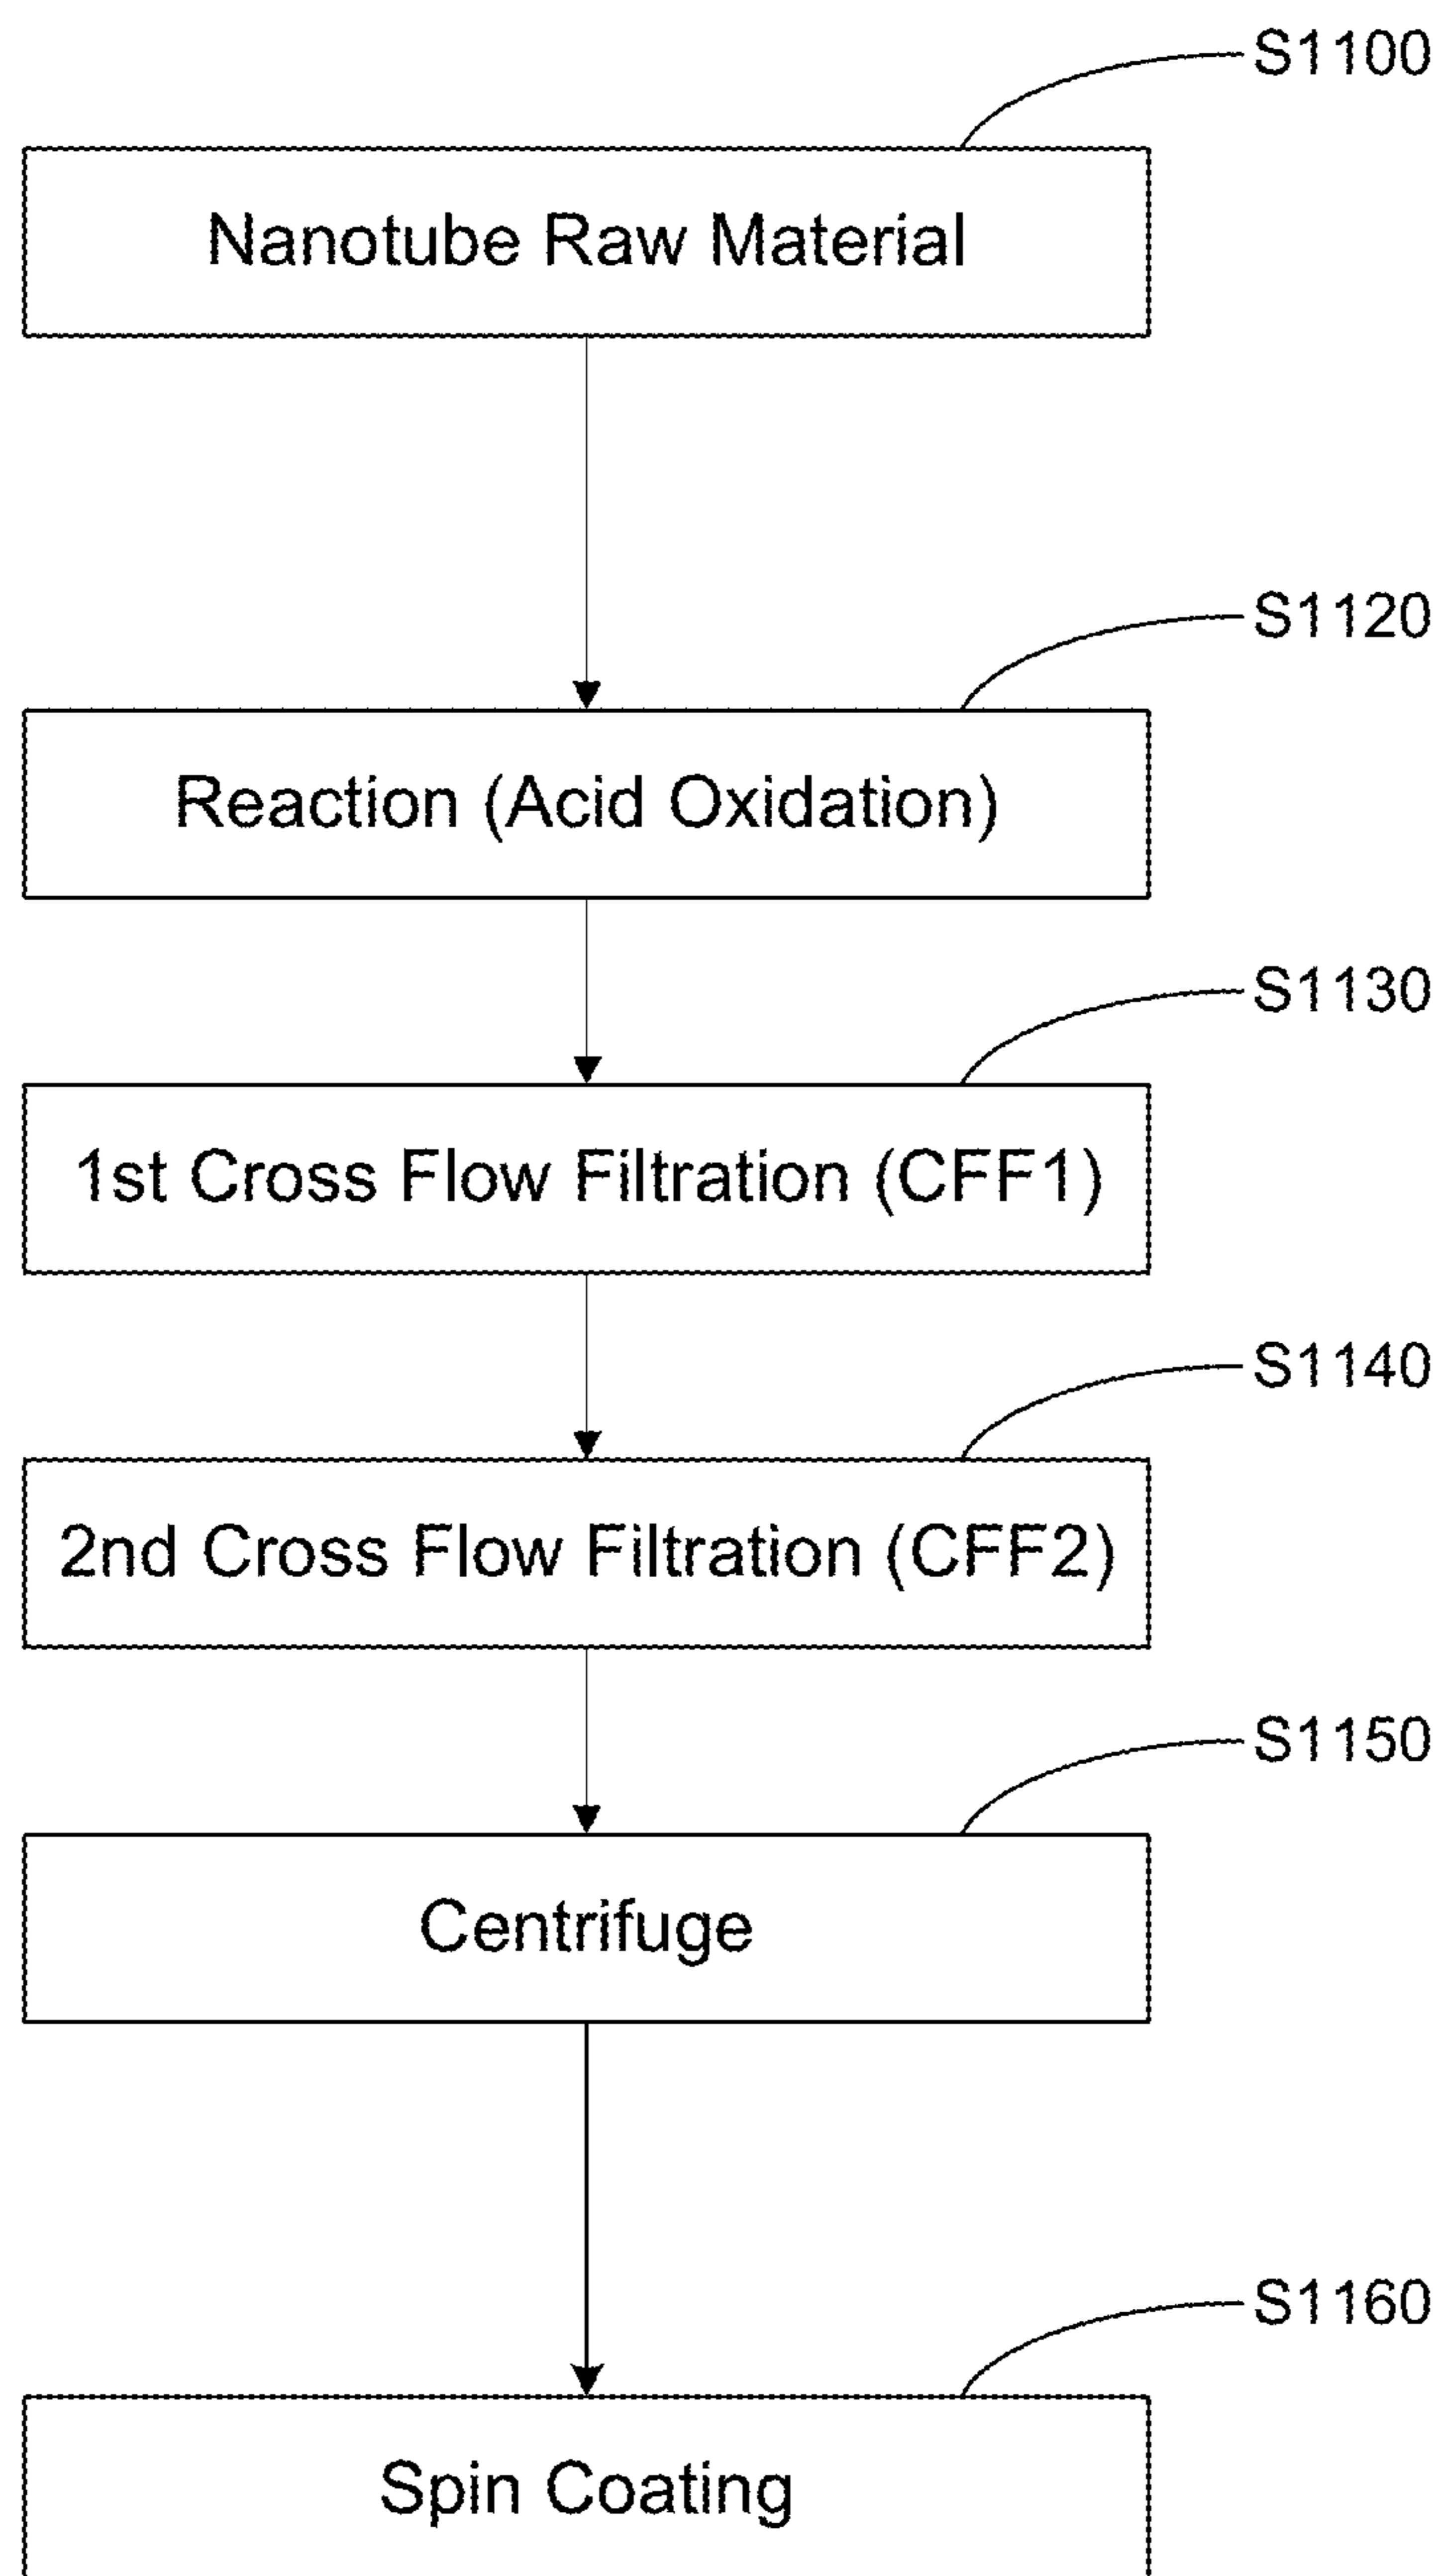 S1100
Nanotube Raw Material
S1120
Reaction (Acid Oxidation)
S1130
1st Cross Flow Filtration (CFF1)
S1140
2nd Cross Flow Filtration (CFF2)
S1150
Centrifuge
S1160
Spin Coating